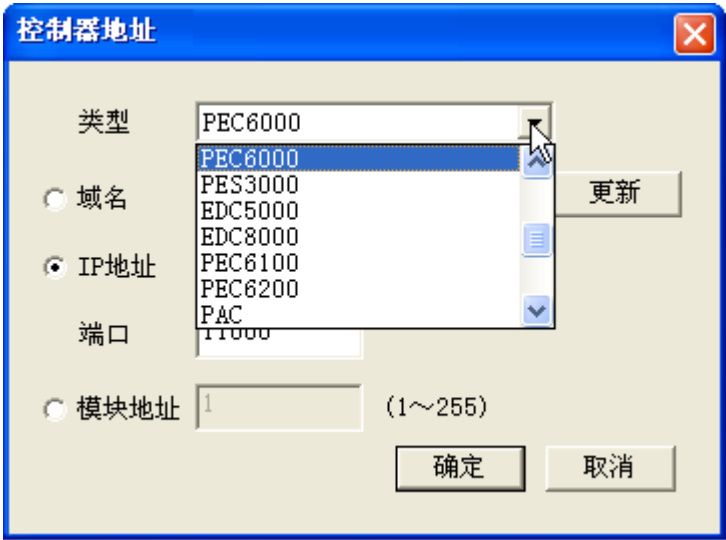 控制器地址
类型
PEC6000
PEC6000
PES3000
域名
更新
EDC5000
EDC8000
IP地址
PEC6100
PEC6200
PAC
端口
11000
模块地址
1
(1～255)
确定
取消